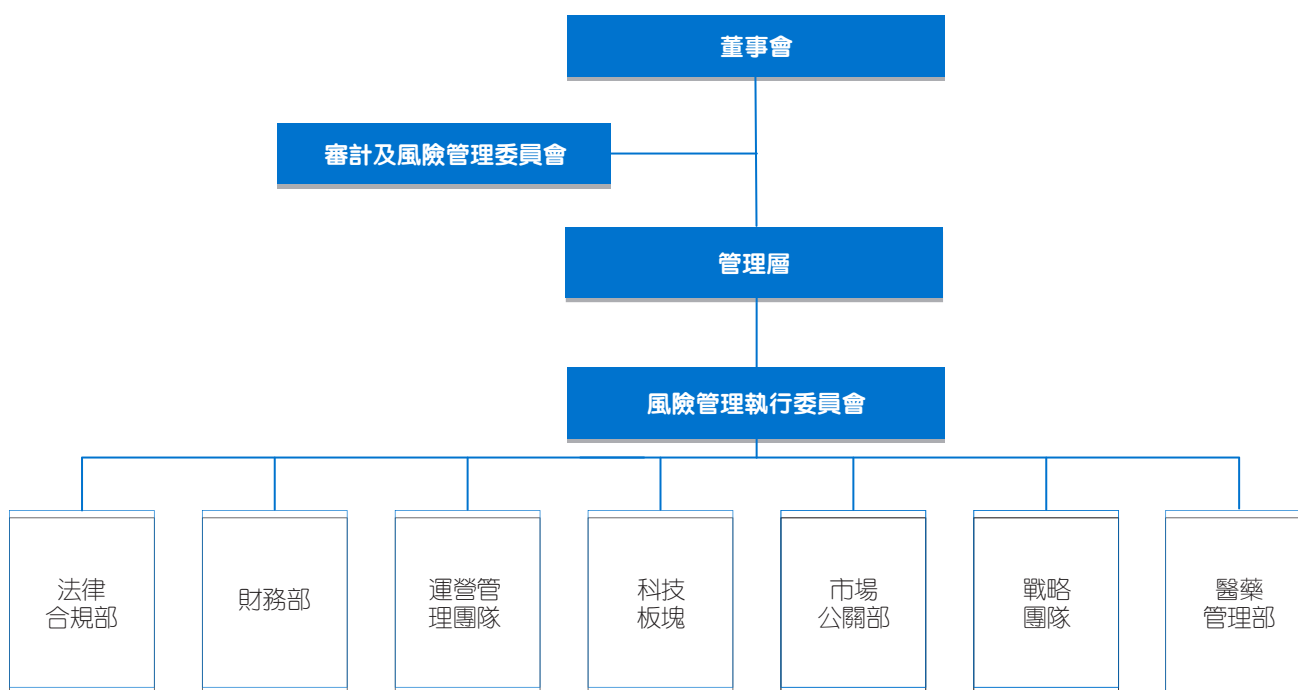 董事會
審計及風險管理委員會
管理層
風險管理執行委員會
法律
合規部
財務部
運營管
理團隊
科技
板塊
市場
公關部
戰略
團隊
醫藥
管理部